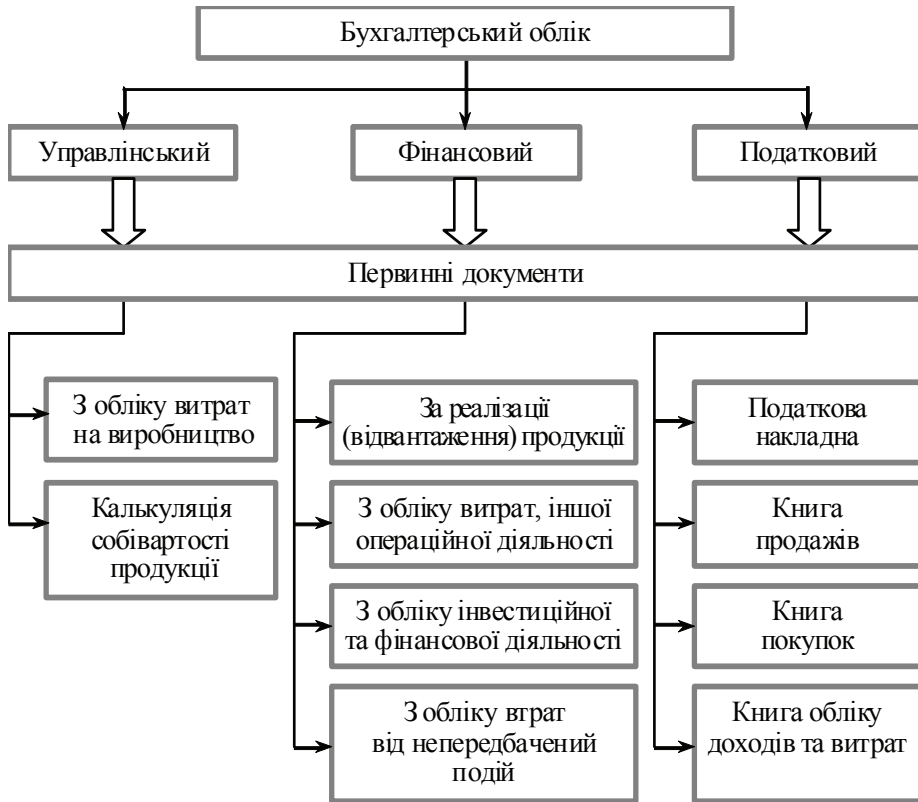 Бухгалтерський облік
Управлінський
Фінансовий
Податковий
Первинні документи
З обліку витрат
на виробництво
Калькуляція
собівартості
продукції
За реалізації
(відвантаження) продукції
З обліку витрат, іншої
операційної діяльності
З обліку інвестиційної
та фінансової діяльності
З обліку втрат
від непередбачений
подій
Податкова
накладна
Книга
продажів
Книга
покупок
Книга обліку
доходів та витрат